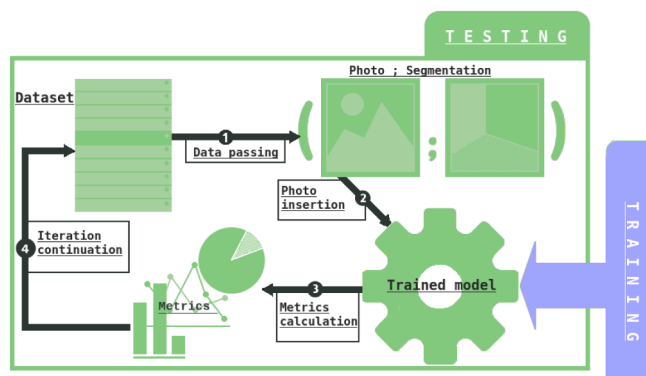 TESTING
Photo ; Segmentation
Dataset
( ; )
1
Data passing
2
Photo
insertion
TRAINING
4
Iteration
continuation
Trained model
3
Metrics
Metrics
calculation